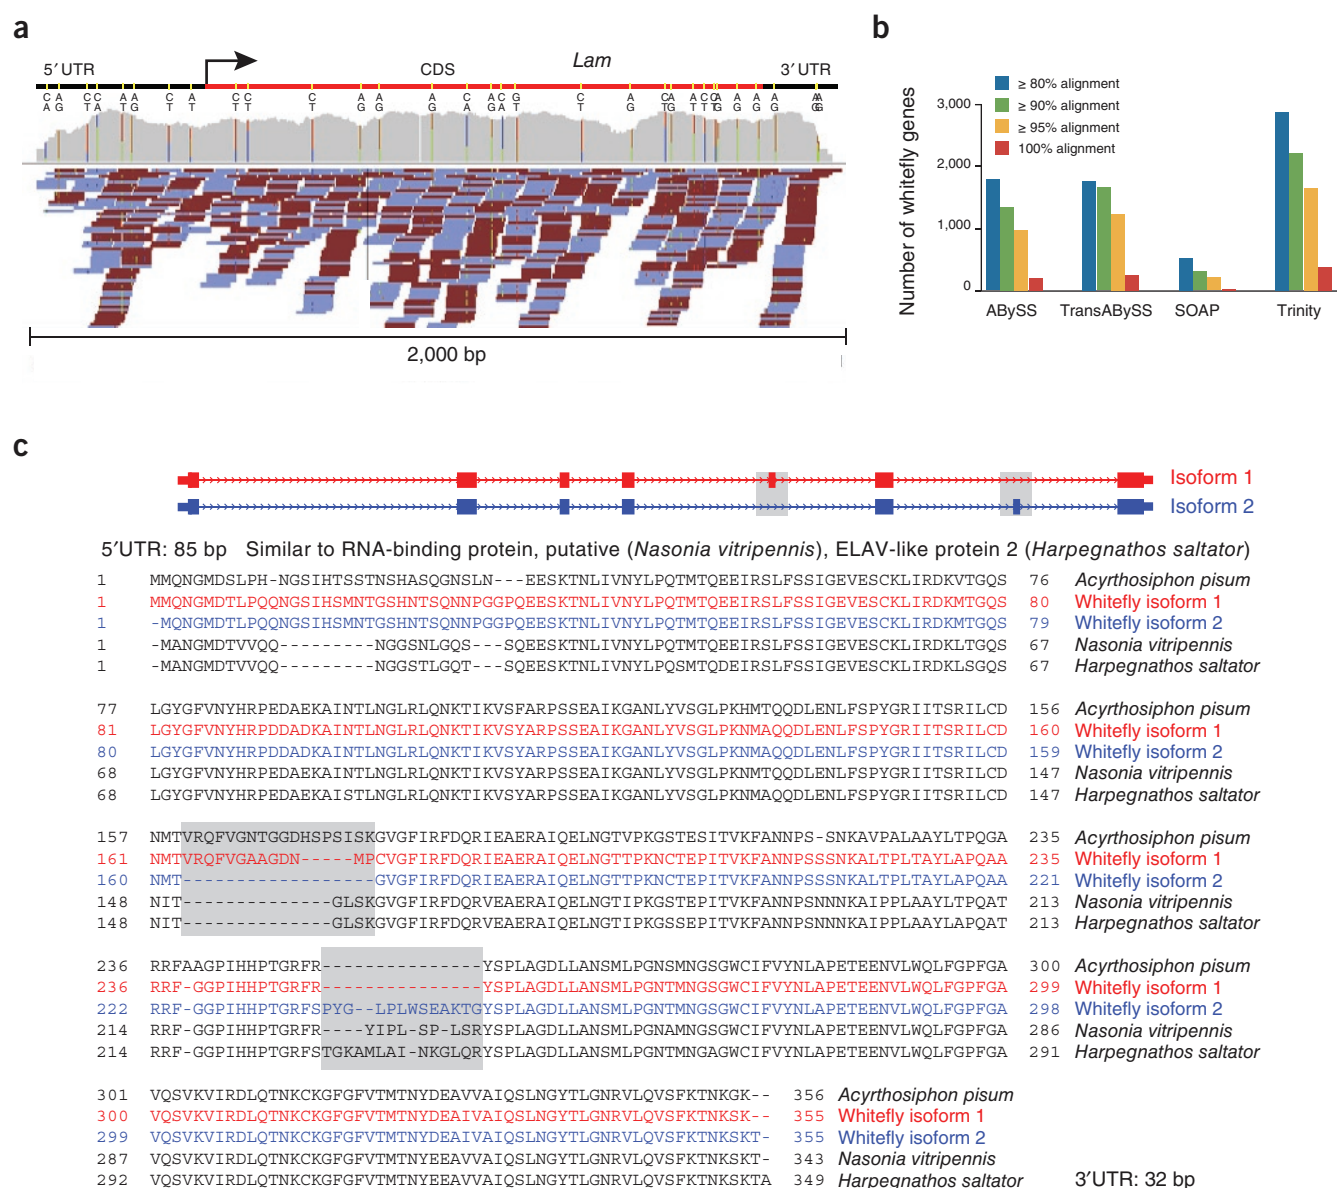 a
5′ UTR
CDS
Lam
3′ UTR
2,000 bp
b
Number of whitefly genes
≥ 80% alignment
≥ 90% alignment
≥ 95% alignment
100% alignment
3,000
2,000
1,000
0
ABySS TransABySS SOAP Trinity
c
Isoform 1
Isoform 2
5′UTR: 85 bp Similar to RNA-binding protein, putative (Nasonia vitripennis), ELAV-like protein 2 (Harpegnathos saltator)
1 MMQNGMDSLPH-NGSIHTSSTNSHASQGNSLN---EESKTNLIVNYLPQTMTQEEIRSLFSSIGEVESCKLIRDKVTGQS 76 Acyrthosiphon pisum
1 MMQNGMDTLPQQNGSIHSMNTGSHNTSQNNPGGPQEESKTNLIVNYLPQTMTQEEIRSLFSSIGEVESCKLIRDKMTGQS 80 Whitefly isoform 1
1 -MQNGMDTLPQQNGSIHSMNTGSHNTSQNNPGGPQEESKTNLIVNYLPQTMTQEEIRSLFSSIGEVESCKLIRDKMTGQS 79 Whitefly isoform 2
1 -MANGMDTVVQQ---------NGGSNLGQS---SQEESKTNLIVNYLPQTMTQEEIRSLFSSIGEVESCKLIRDKLTGQS 67 Nasonia vitripennis
1 -MANGMDTVVQQ---------NGGSTLGQT---SQEESKTNLIVNYLPQSMTQDEIRSLFSSIGEVESCKLIRDKLSGQS 67 Harpegnathos saltator
77 LGYGFVNYHRPEDAEKAINTLNGLRLQNKTIKVSFARPSSEAIKGANLYVSGLPKHMTQQDLENLFSPYGRIITSRILCD 156 Acyrthosiphon pisum
81 LGYGFVNYHRPDDADKAINTLNGLRLQNKTIKVSYARPSSEAIKGANLYVSGLPKNMAQQDLENLFSPYGRIITSRILCD 160 Whitefly isoform 1
80 LGYGFVNYHRPDDADKAINTLNGLRLQNKTIKVSYARPSSEAIKGANLYVSGLPKNMAQQDLENLFSPYGRIITSRILCD 159 Whitefly isoform 2
68 LGYGFVNYHRPEDAEKAINTLNGLRLQNKTIKVSYARPSSEAIKGANLYVSGLPKNMTQQDLENLFSPYGRIITSRILCD 147 Nasonia vitripennis
68 LGYGFVNYHRPEDAEKAISTLNGLRLQNKTIKVSYARPSSEAIKGANLYVSGLPKNMTQQDLENLFSPYGRIITSRILCD 147 Harpegnathos saltator
157 NMTVRQFVGNTGGDHSPSISKGVGFIRFDQRIEAERAIQELNGTVPKGSTESITVKFANNPS-SNKAVPALAAYLTPQGA 235 Acyrthosiphon pisum
161 NMTVRQFVGAAGDN-----MPCVGFIRFDQRIEAERAIQELNGTTPKNCTEPITVKFANNPSSSNKALTPLTAYLAPQAA 235 Whitefly isoform 1
160 NMT------------------GVGFIRFDQRIEAERAIQELNGTTPKNCTEPITVKFANNPSSSNKALTPLTAYLAPQAA 221 Whitefly isoform 2
148 NIT--------------GLSKGVGFIRFDQRVEAERAIQELNGTIPKGSTEPITVKFANNPSNNNKAIPPLAAYLTPQAT 213 Nasonia vitripennis
148 NIT--------------GLSKGVGFIRFDQRVEAERAIQELNGTIPKGSSEPITVKFANNPSNNNKAIPPLAAYLTPQAT 213 Harpegnathos saltator
236 RRFAAGPIHHPTGRFR---------------YSPLAGDLLANSMLPGNSMNGSGWCIFVYNLAPETEENVLWQLFGPFGA 300 Acyrthosiphon pisum
236 RRF-GGPIHHPTGRFR---------------YSPLAGDLLANSMLPGNTMNGSGWCIFVYNLAPETEENVLWQLFGPFGA 299 Whitefly isoform 1
222 RRF-GGPIHHPTGRFSPYG--LPLWSEAKTGYSPLAGDLLANSMLPGNTMNGSGWCIFVYNLAPETEENVLWQLFGPFGA 298 Whitefly isoform 2
214 RRF-GGPIHHPTGRFR----YIPL-SP-LSRYSPLAGDLLANSMLPGNAMNGSGWCIFVYNLAPETEENVLWQLFGPFGA 286 Nasonia vitripennis
214 RRF-GGPIHHPTGRFSTGKAMLAI-NKGLQRYSPLAGDLLANSMLPGNTMNGAGWCIFVYNLAPETEENVLWQLFGPFGA 291 Harpegnathos saltator
301 VQSVKVIRDLQTNKCKGFGFVTMTNYDEAVVAIQSLNGYTLGNRVLQVSFKTNKGK-- 356 Acyrthosiphon pisum
300 VQSVKVIRDLQTNKCKGFGFVTMTNYDEAIVAIQSLNGYTLGNRVLQVSFKTNKSK-- 355 Whitefly isoform 1
299 VQSVKVIRDLQTNKCKGFGFVTMTNYDEAIVAIQSLNGYTLGNRVLQVSFKTNKSKT- 355 Whitefly isoform 2
287 VQSVKVIRDLQTNKCKGFGFVTMTNYEEAVVAIQSLNGYTLGNRVLQVSFKTNKSKT- 343 Nasonia vitripennis
292 VQSVKVIRDLQTNKCKGFGFVTMTNYEEAVVAIQSLNGYTLGNRVLQVSFKTNKSKTA 349 Harpegnathos saltator
3′UTR: 32 bp